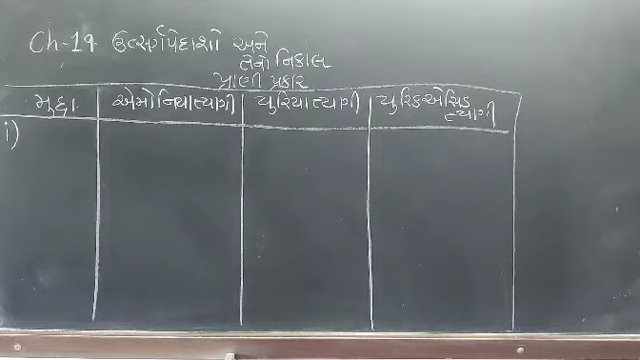 Ch-19 ઉત્સર્ગપેદાશો અને
તેનો નિકાલ
પ્રાણી પ્રકાર
મુદ્દા એમોનિયાત્યાગી યુરિયાત્યાગી યુરિકએસિડ
ત્યાગી
i)